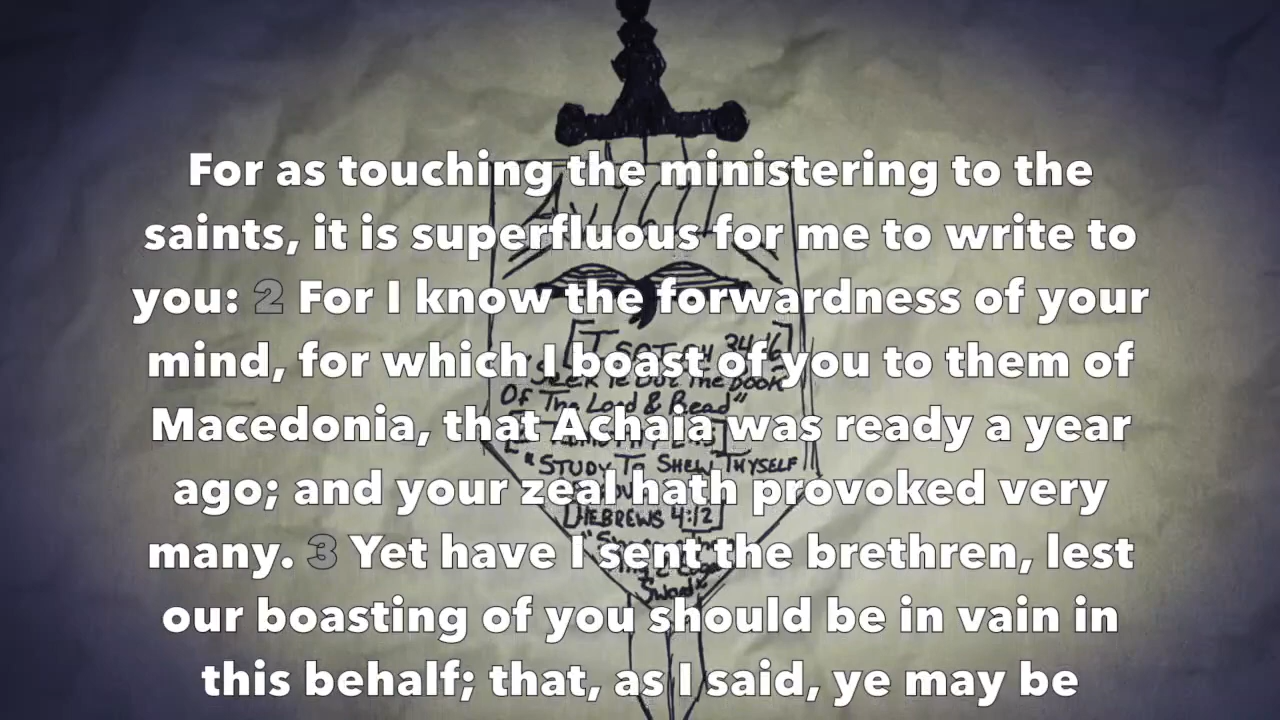 For as touching the ministering to the
saints, it is superfluous for me to write to
you: 2 For I know the forwardness of your
mind, for which I boast of you to them of
Macedonia, that Achaia was ready a year
ago; and your zeal hath provoked very
many. 3 Yet have I sent the brethren, lest
our boasting of you should be in vain in
this behalf; that, as I said, ye may be
AV1611
34:16
"Seek Ye Out The Book
Of The Lord & Read"
"STUDY TO SHEW THYSELF
HEBREWS 4:12
Sword"